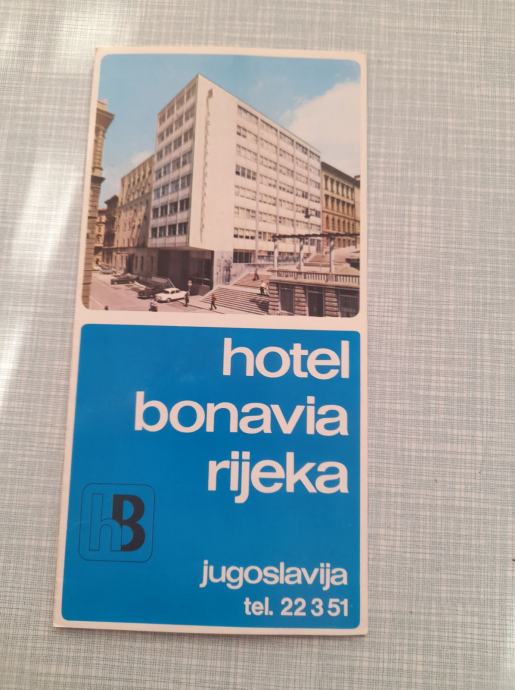 hotel
bonavia
rijeka
hB
jugoslavija
tel. 22 3 51